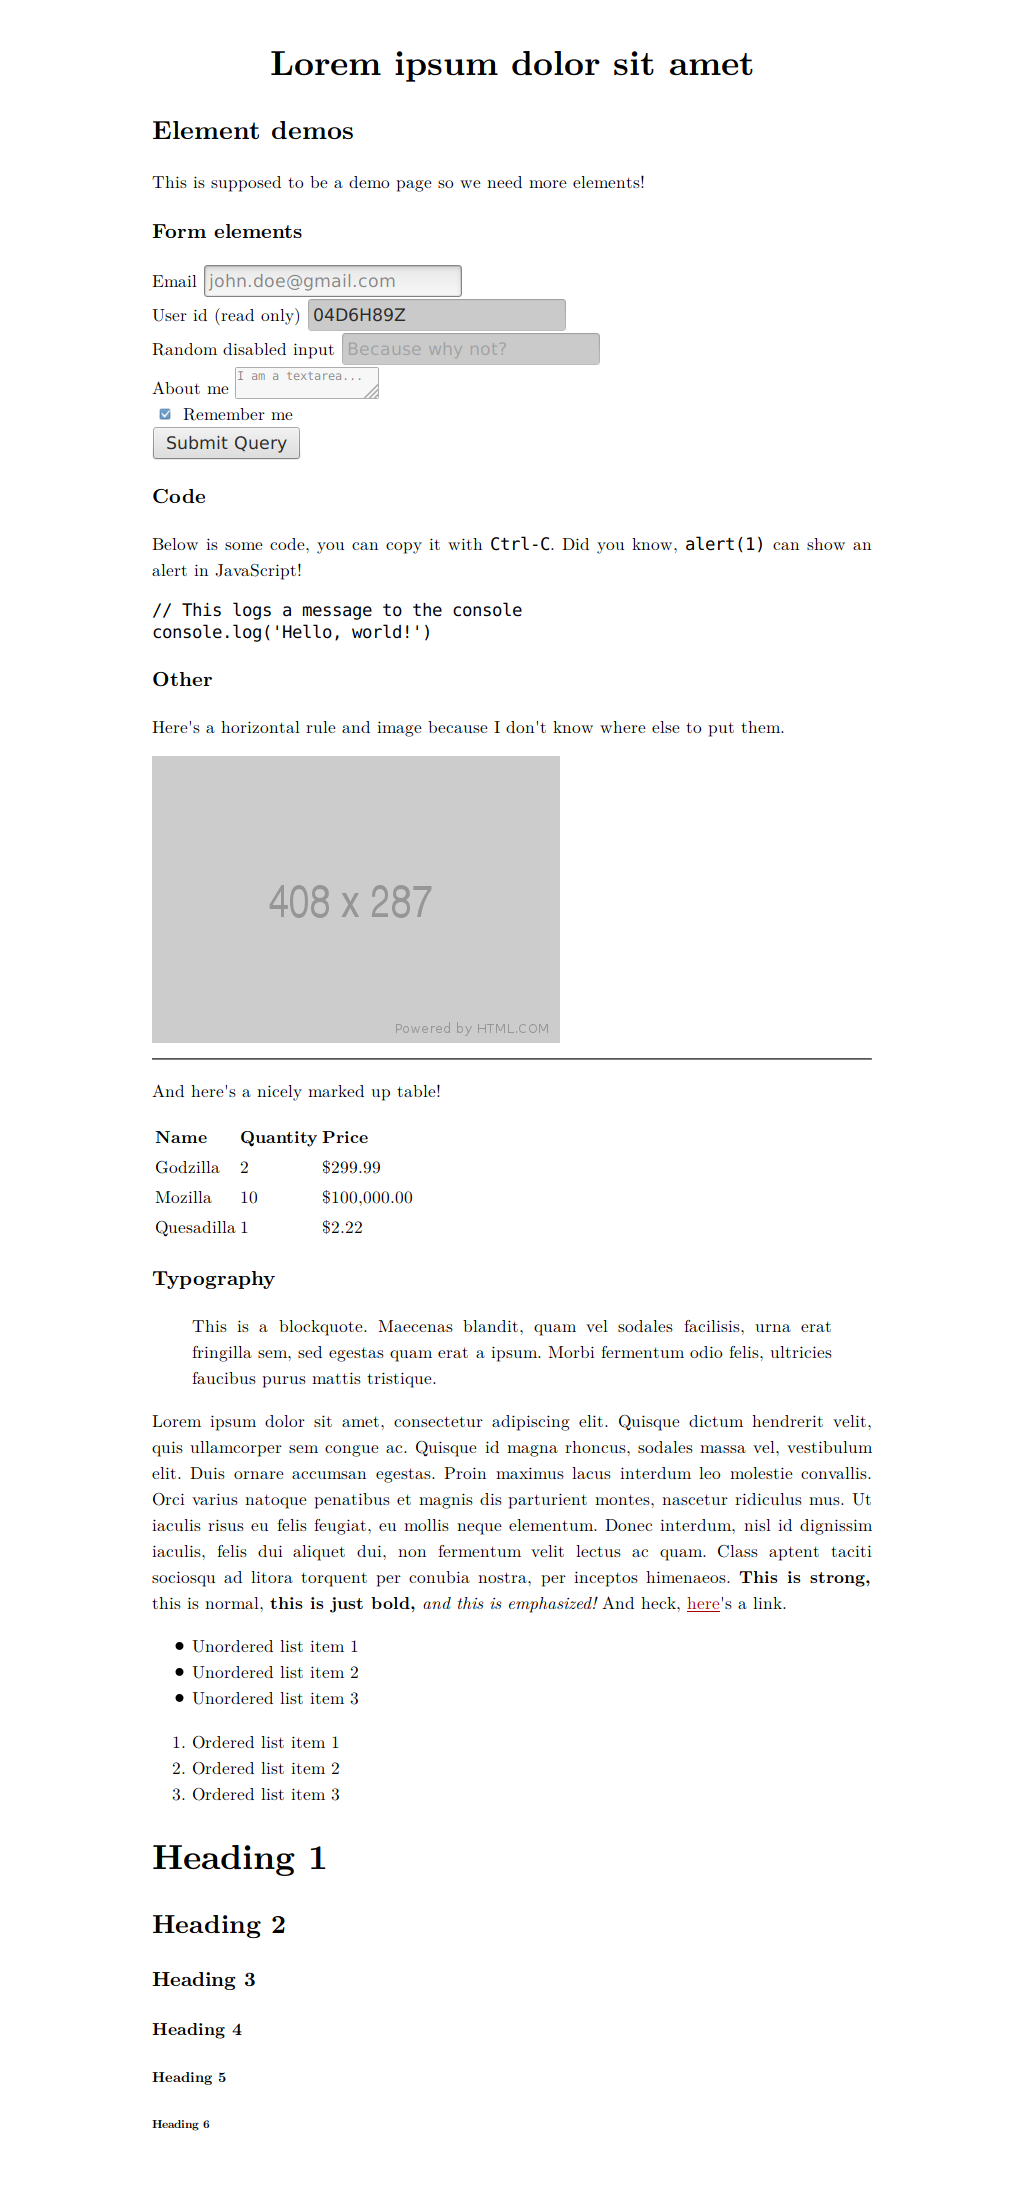 Lorem ipsum dolor sit amet
Element demos
This is supposed to be a demo page so we need more elements!
Form elements
Email john.doe@gmail.com
User id (read only) 04D6H89Z
Random disabled input Because why not?
About me I am a textarea...
Remember me
Submit Query
Code
Below is some code, you can copy it with Ctrl-C. Did you know, alert(1) can show an
alert in JavaScript!
// This logs a message to the console
console.log('Hello, world!')
Other
Here's a horizontal rule and image because I don't know where else to put them.
408 x 287
Powered by HTML.COM
And here's a nicely marked up table!
Name Quantity Price
Godzilla 2 $299.99
Mozilla 10 $100,000.00
Quesadilla 1 $2.22
Typography
This is a blockquote. Maecenas blandit, quam vel sodales facilisis, urna erat
fringilla sem, sed egestas quam erat a ipsum. Morbi fermentum odio felis, ultricies
faucibus purus mattis tristique.
Lorem ipsum dolor sit amet, consectetur adipiscing elit. Quisque dictum hendrerit velit,
quis ullamcorper sem congue ac. Quisque id magna rhoncus, sodales massa vel, vestibulum
elit. Duis ornare accumsan egestas. Proin maximus lacus interdum leo molestie convallis.
Orci varius natoque penatibus et magnis dis parturient montes, nascetur ridiculus mus. Ut
iaculis risus eu felis feugiat, eu mollis neque elementum. Donec interdum, nisl id dignissim
iaculis, felis dui aliquet dui, non fermentum velit lectus ac quam. Class aptent taciti
sociosqu ad litora torquent per conubia nostra, per inceptos himenaeos. This is strong,
this is normal, this is just bold, and this is emphasized! And heck, here's a link.
● Unordered list item 1
● Unordered list item 2
● Unordered list item 3
1. Ordered list item 1
2. Ordered list item 2
3. Ordered list item 3
Heading 1
Heading 2
Heading 3
Heading 4
Heading 5
Heading 6